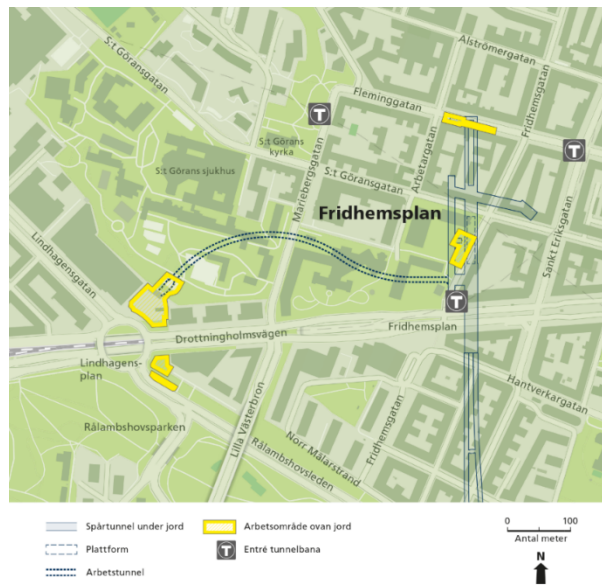 Alströmergatan
S:t Göransgatan
Fleminggatan
Fridhemsgatan
T
T
S:t Görans
kyrka
Mariebergsgatan
Arbetargatan
S:t Görans sjukhus
S:t Göransgatan
Fridhemsplan
Sankt Eriksgatan
Lindhagensgatan
T
Drottningholmsvägen
Fridhemsplan
Lindhagens-
plan
Hantverkargatan
Fridhemsgatan
Lilla Västerbron
Rålambshovsparken
Norr Mälarstrand
Rålambshovsleden
Spårtunnel under jord
Arbetsområde ovan jord
0 100
Antal meter
Plattform
T
Entré tunnelbana
N
Arbetstunnel